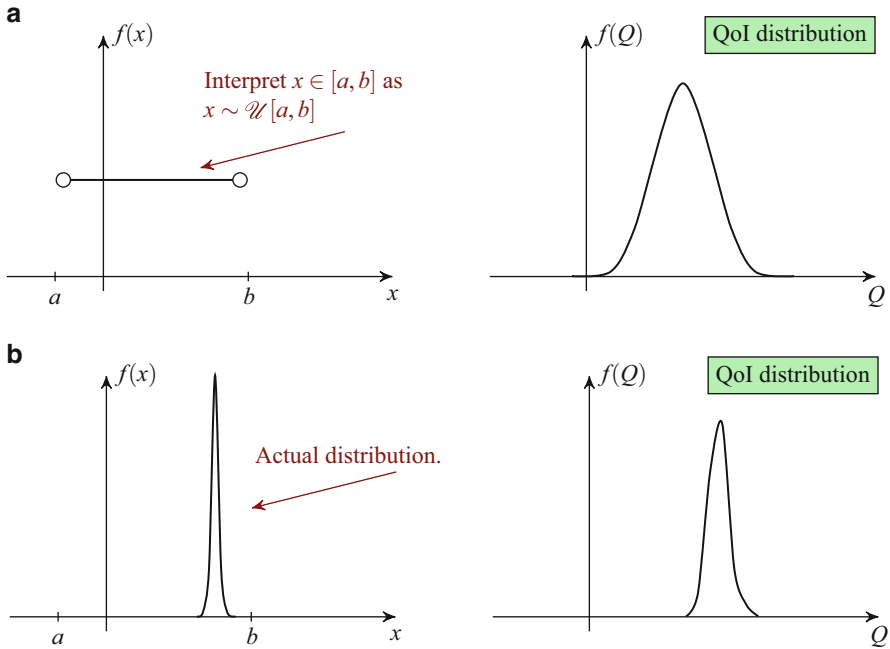 a
f(x)
Interpret x ∈ [a, b] as
x ∼ 𝒰 [a, b]
a
b
x
f(Q)
QoI distribution
Q
b
f(x)
Actual distribution.
a
b
x
f(Q)
QoI distribution
Q